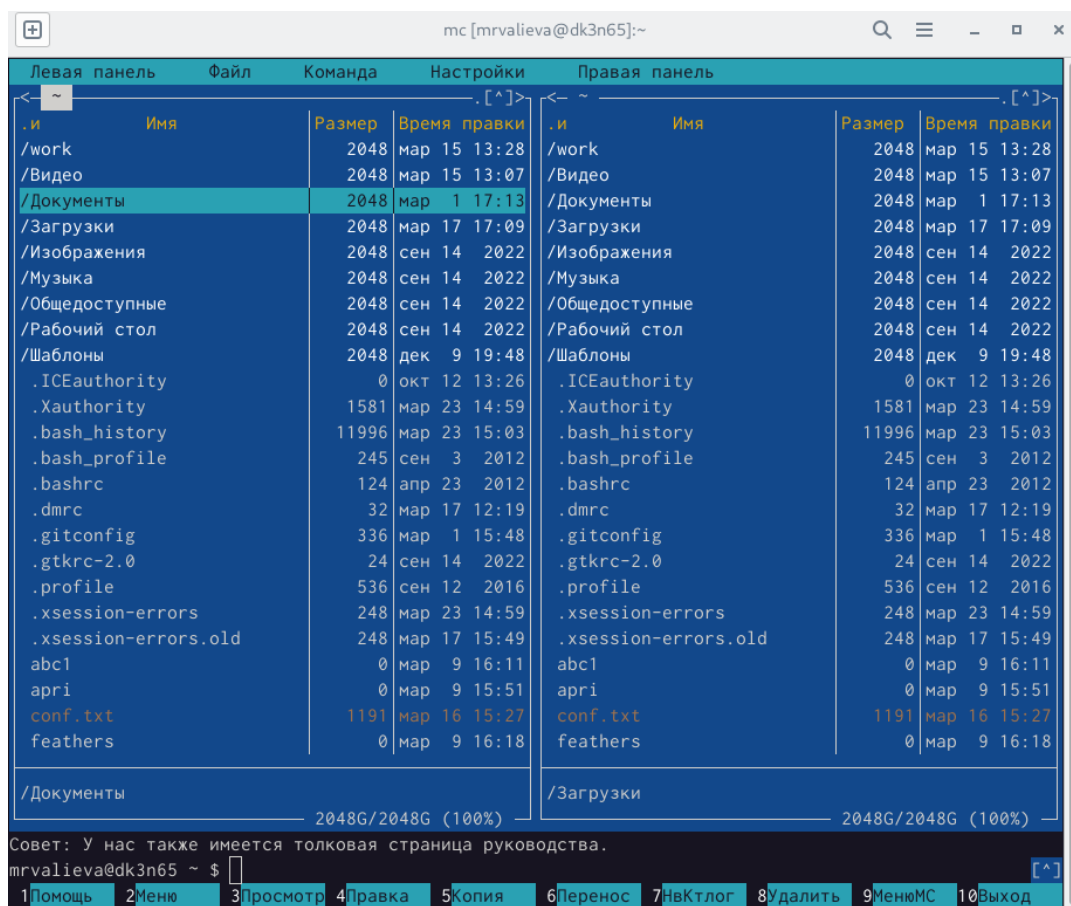 mc [mrvalieva@dk3n65]:~
Левая панель Файл Команда Настройки Правая панель
<— ~ .[^]> <— ~ .[^]>
.и Имя Размер Время правки .и Имя Размер Время правки
/work 2048 мар 15 13:28 /work 2048 мар 15 13:28
/Видео 2048 мар 15 13:07 /Видео 2048 мар 15 13:07
/Документы 2048 мар 1 17:13 /Документы 2048 мар 1 17:13
/Загрузки 2048 мар 17 17:09 /Загрузки 2048 мар 17 17:09
/Изображения 2048 сен 14 2022 /Изображения 2048 сен 14 2022
/Музыка 2048 сен 14 2022 /Музыка 2048 сен 14 2022
/Общедоступные 2048 сен 14 2022 /Общедоступные 2048 сен 14 2022
/Рабочий стол 2048 сен 14 2022 /Рабочий стол 2048 сен 14 2022
/Шаблоны 2048 дек 9 19:48 /Шаблоны 2048 дек 9 19:48
.ICEauthority 0 окт 12 13:26 .ICEauthority 0 окт 12 13:26
.Xauthority 1581 мар 23 14:59 .Xauthority 1581 мар 23 14:59
.bash_history 11996 мар 23 15:03 .bash_history 11996 мар 23 15:03
.bash_profile 245 сен 3 2012 .bash_profile 245 сен 3 2012
.bashrc 124 апр 23 2012 .bashrc 124 апр 23 2012
.dmrc 32 мар 17 12:19 .dmrc 32 мар 17 12:19
.gitconfig 336 мар 1 15:48 .gitconfig 336 мар 1 15:48
.gtkrc-2.0 24 сен 14 2022 .gtkrc-2.0 24 сен 14 2022
.profile 536 сен 12 2016 .profile 536 сен 12 2016
.xsession-errors 248 мар 23 14:59 .xsession-errors 248 мар 23 14:59
.xsession-errors.old 248 мар 17 15:49 .xsession-errors.old 248 мар 17 15:49
abc1 0 мар 9 16:11 abc1 0 мар 9 16:11
apri 0 мар 9 15:51 apri 0 мар 9 15:51
conf.txt 1191 мар 16 15:27 conf.txt 1191 мар 16 15:27
feathers 0 мар 9 16:18 feathers 0 мар 9 16:18
/Документы /Загрузки
2048G/2048G (100%) 2048G/2048G (100%)
Совет: У нас также имеется толковая страница руководства.
mrvalieva@dk3n65 ~ $ [^]
1Помощь 2Меню 3Просмотр 4Правка 5Копия 6Перенос 7НвКтлог 8Удалить 9МенюMC 10Выход